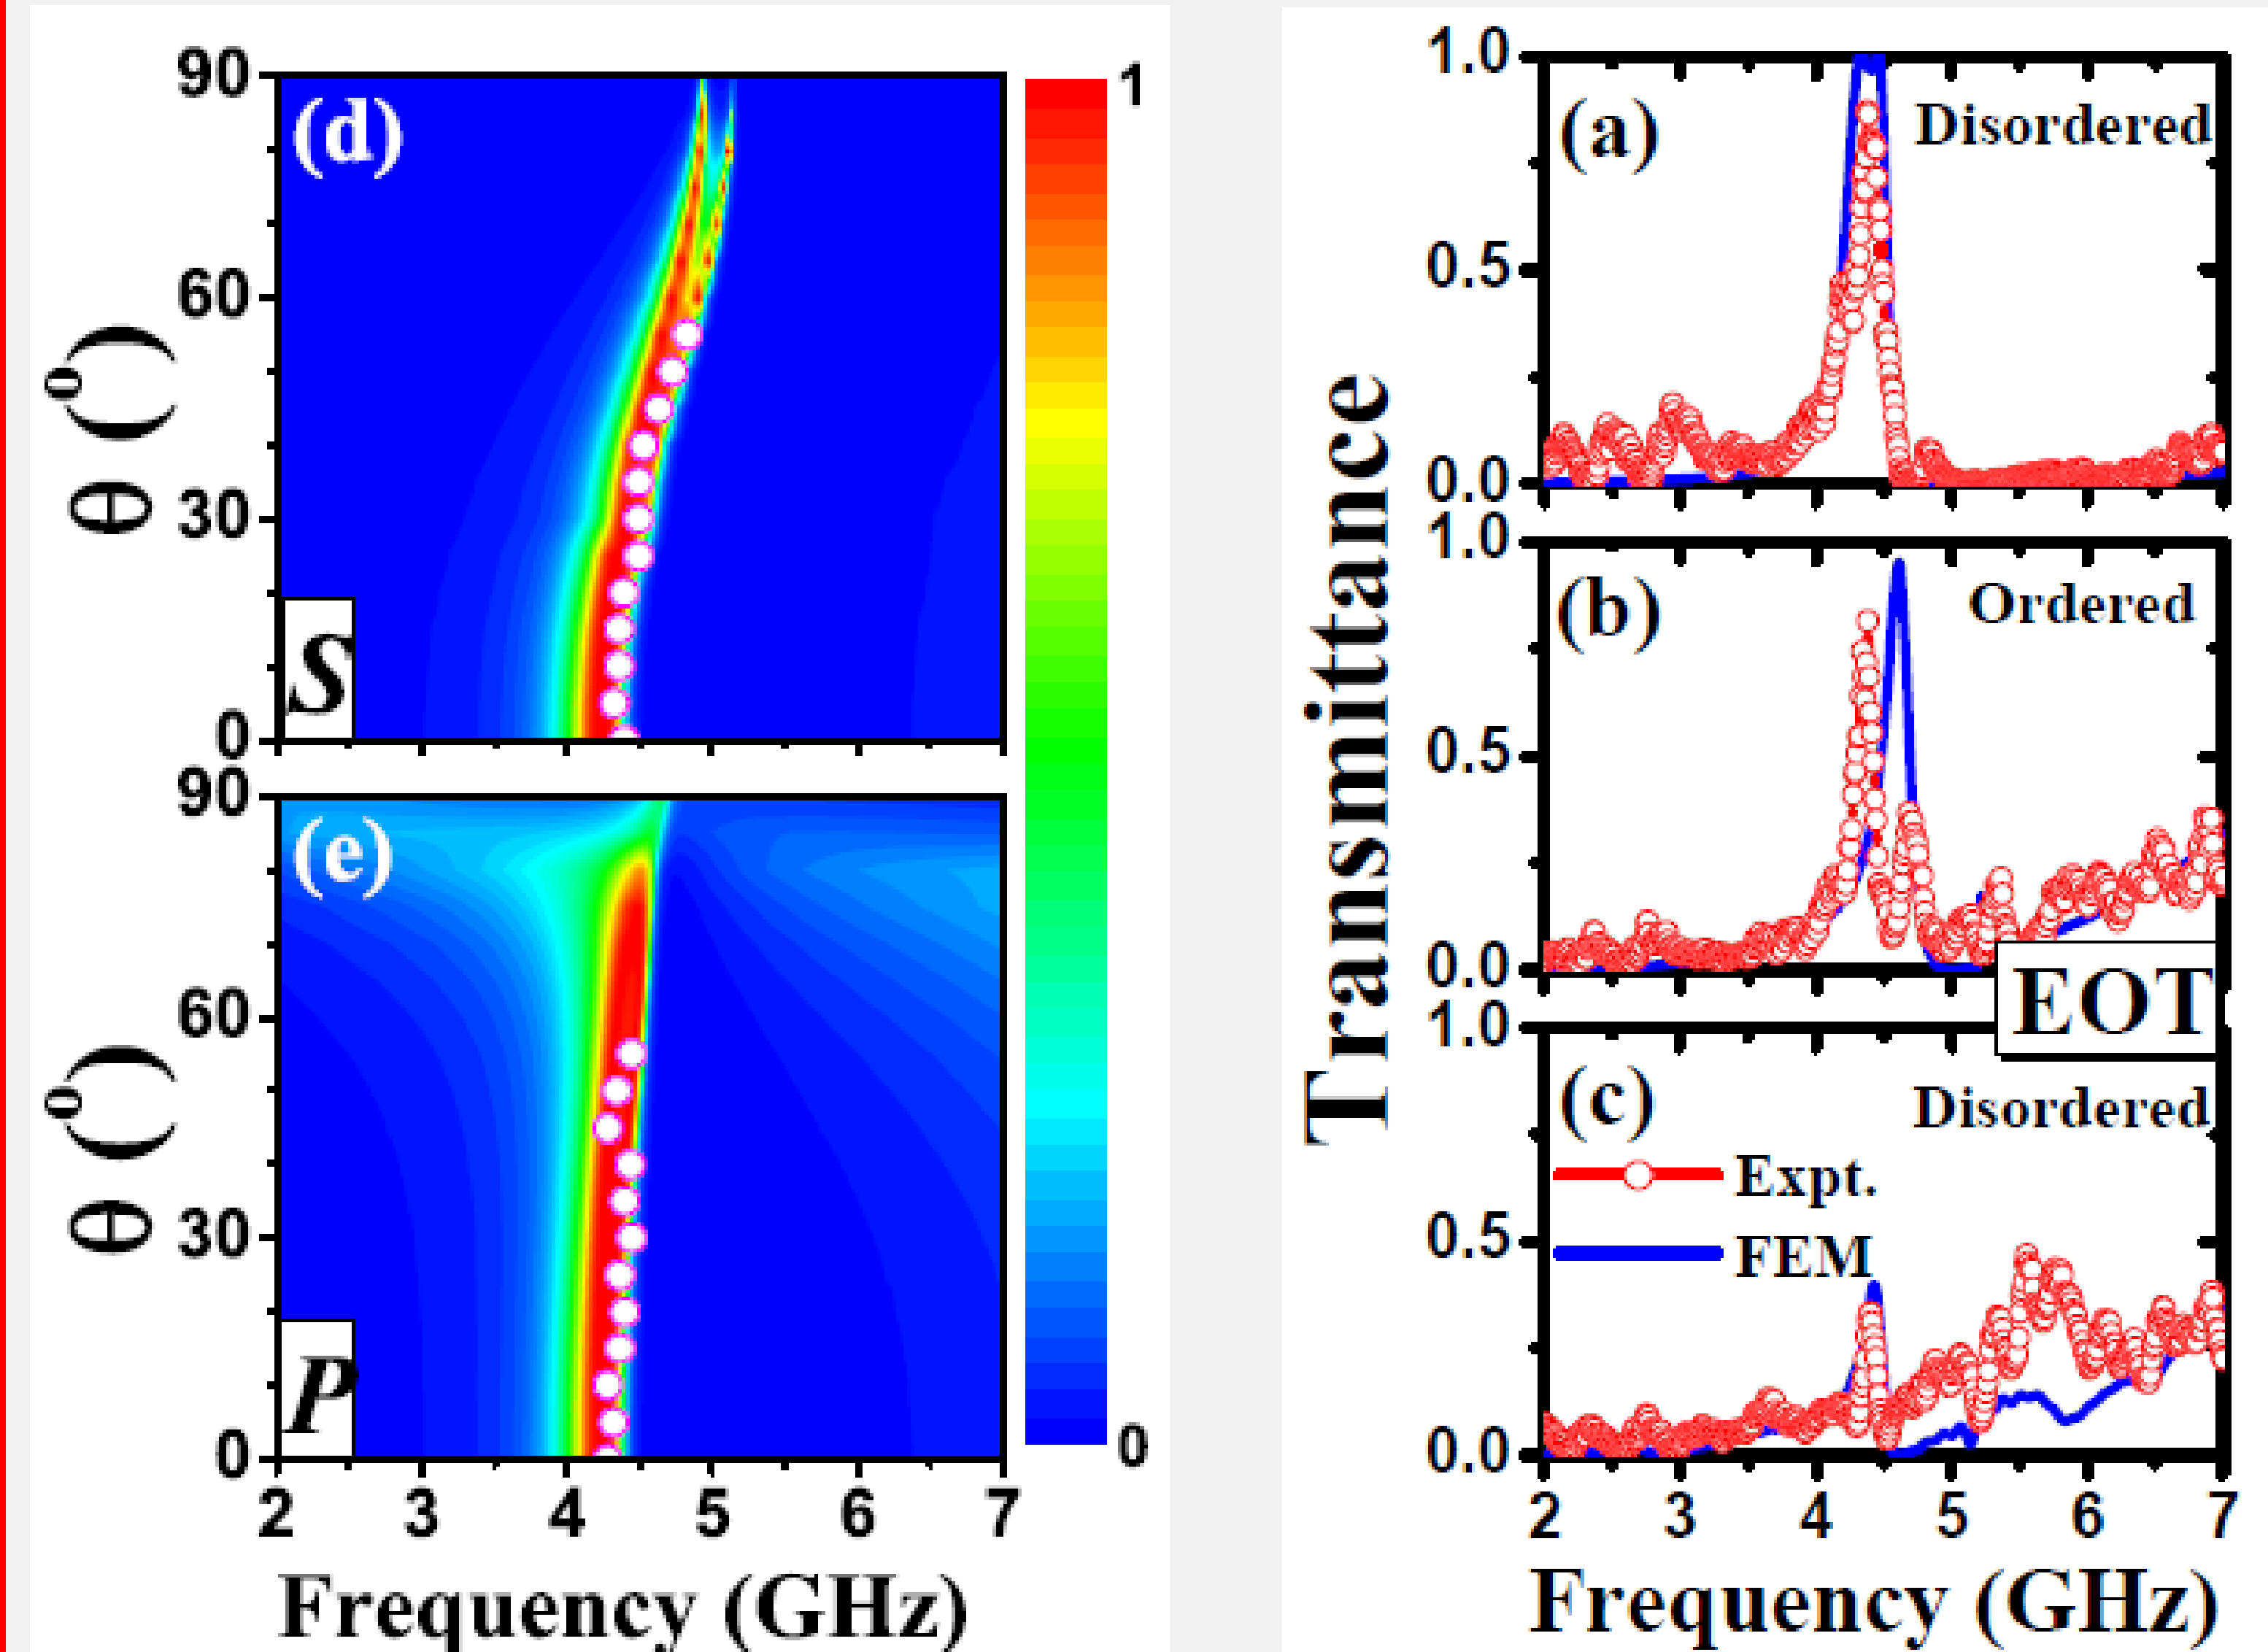 90
60
30
0
θ (º)
(d)
S
1
0
90
60
30
0
θ (º)
(e)
P
2 3 4 5 6 7
Frequency (GHz)
Transmittance
1.0
0.5
0.0
(a)
Disordered
1.0
0.5
0.0
(b)
Ordered
EOT
1.0
0.5
0.0
(c)
Disordered
Expt.
FEM
2 3 4 5 6 7
Frequency (GHz)